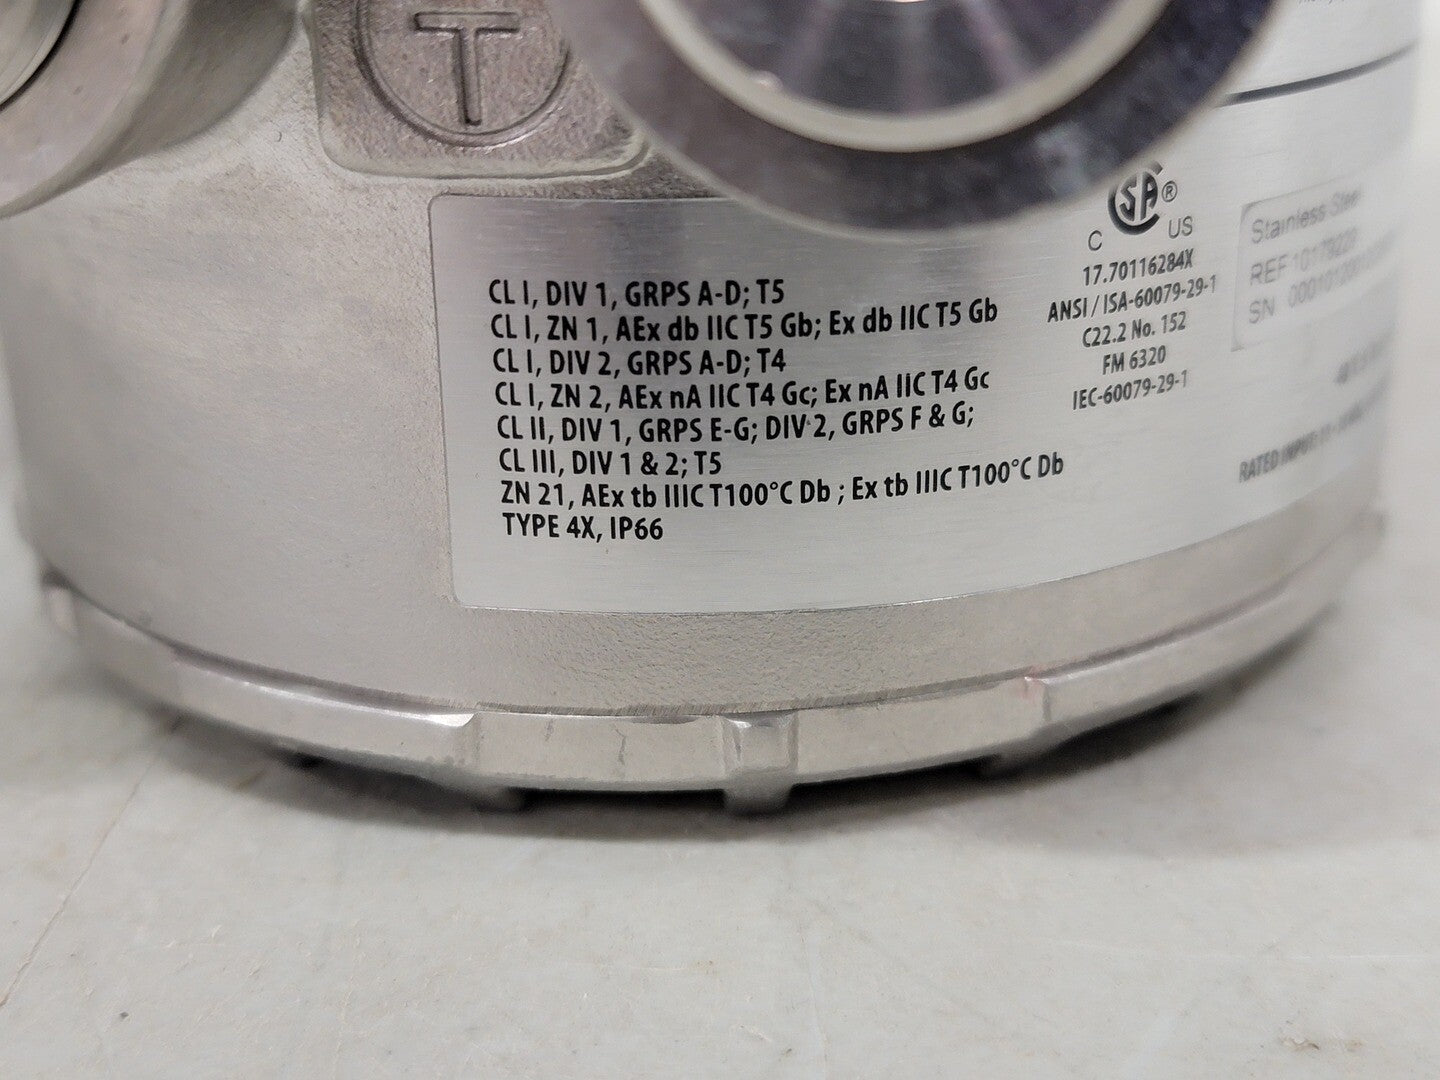 T
CL I, DIV 1, GRPS A-D; T5
CL I, ZN 1, AEx db IIC T5 Gb; Ex db IIC T5 Gb
CL I, DIV 2, GRPS A-D; T4
CL I, ZN 2, AEx nA IIC T4 Gc; Ex nA IIC T4 Gc
CL II, DIV 1, GRPS E-G; DIV 2, GRPS F & G;
CL III, DIV 1 & 2; T5
ZN 21, AEx tb IIIC T100°C Db ; Ex tb IIIC T100°C Db
TYPE 4X, IP66
SA ®
C US
17.70116284X
ANSI / ISA-60079-29-1
C22.2 No. 152
FM 6320
IEC-60079-29-1
Stainless Steel
REF
SN
RATED INPUT: